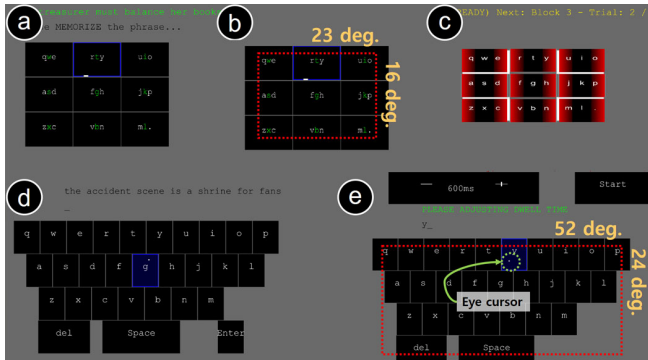 a
treasurer must balance her book
MEMORIZE the phrase...
qwe rty uio
asd fgh jkp
zxc vbn ml.
b
23 deg.
16 deg.
qwe rty uio
asd fgh jkp
zxc vbn ml.
c
READY) Next: Block 3 - Trial: 2 /
q w e r t y u i o
a s d f g h j k p
z x c v b n m l .
d
the accident scene is a shrine for fans
_
q w e r t y u i o p
a s d f g h j k l
z x c v b n m
del Space Enter
e
— 600ms +
Start
PLEASE ADJUSTING DWELL TIME
y_
52 deg.
24 deg.
q w e r t y u i o p
a s d f g h j k l
Eye cursor
z x c v b n m
del Space